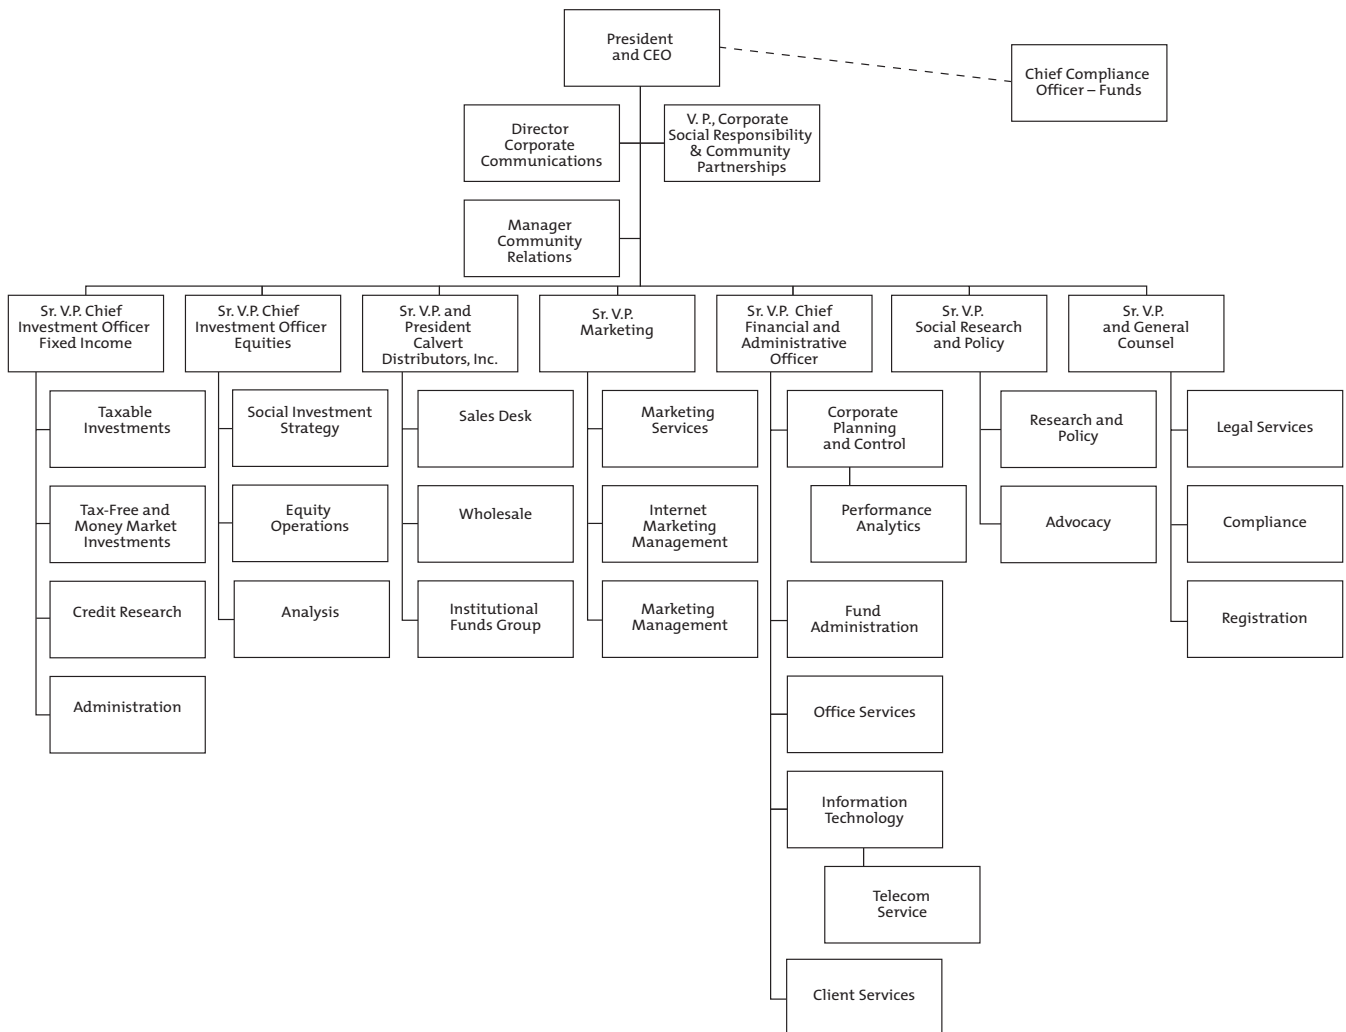 President
and CEO
Chief Compliance
Officer – Funds
Director
Corporate
Communications
V. P., Corporate
Social Responsibility
& Community
Partnerships
Manager
Community
Relations
Sr. V.P. Chief
Investment Officer
Fixed Income
Sr. V.P. Chief
Investment Officer
Equities
Sr. V.P. and
President
Calvert
Distributors, Inc.
Sr. V.P.
Marketing
Sr. V.P. Chief
Financial and
Administrative
Officer
Sr. V.P.
Social Research
and Policy
Sr. V.P.
and General
Counsel
Taxable
Investments
Social Investment
Strategy
Sales Desk
Marketing
Services
Corporate
Planning
and Control
Research and
Policy
Legal Services
Tax-Free and
Money Market
Investments
Equity
Operations
Wholesale
Internet
Marketing
Management
Performance
Analytics
Advocacy
Compliance
Credit Research
Analysis
Institutional
Funds Group
Marketing
Management
Fund
Administration
Registration
Administration
Office Services
Information
Technology
Telecom
Service
Client Services